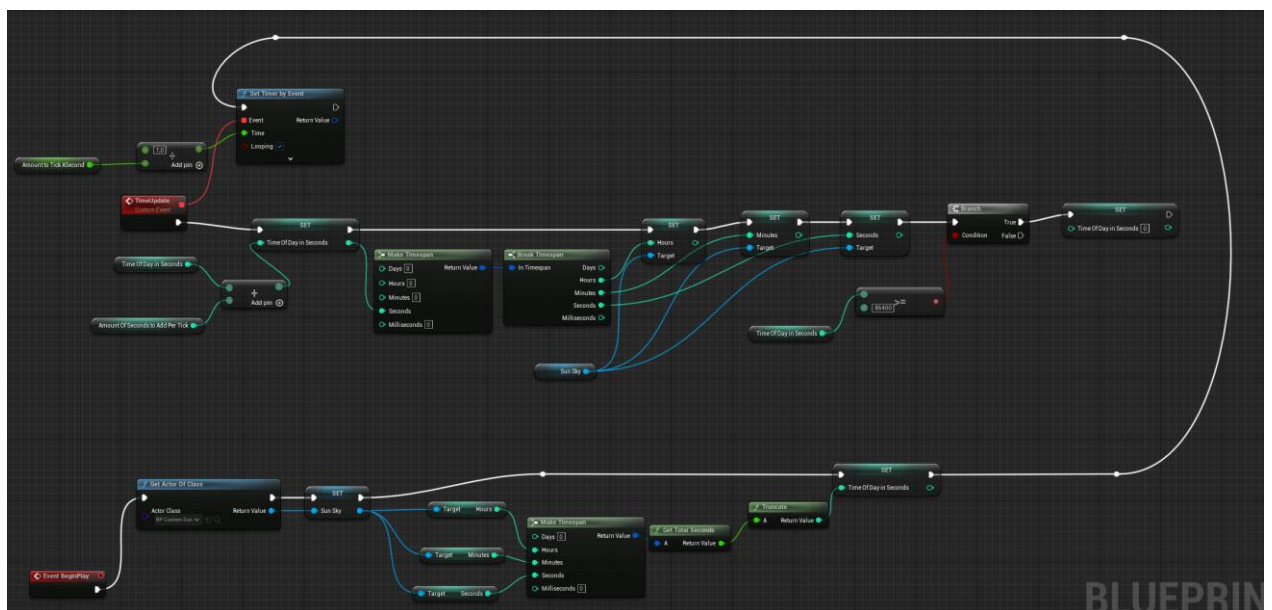 Set Timer by Event
Event
Return Value
Time
Looping
1,0
÷
Add pin
Amount to Tick ASecond
TimeUpdate
Custom Event
SET
Time Of Day in Seconds
Time Of Day in Seconds
+
Add pin
Amount Of Seconds to Add Per Tick
Make Timespan
Days 0
Return Value
Hours 0
Minutes 0
Seconds
Milliseconds 0
Break Timespan
In Timespan
Days
Hours
Minutes
Seconds
Milliseconds
Sun Sky
SET
Hours
Target
SET
Minutes
Target
SET
Seconds
Target
Branch
True
Condition
False
SET
Time Of Day in Seconds 0
>=
86400
Time Of Day in Seconds
Event BeginPlay
Get Actor Of Class
Actor Class
Return Value
BP Custom Sun
SET
Sun Sky
Target Hours
Target Minutes
Target Seconds
Make Timespan
Days 0
Return Value
Hours
Minutes
Seconds
Milliseconds 0
Get Total Seconds
A Return Value
Truncate
A Return Value
SET
Time Of Day in Seconds
BLUEPRIN